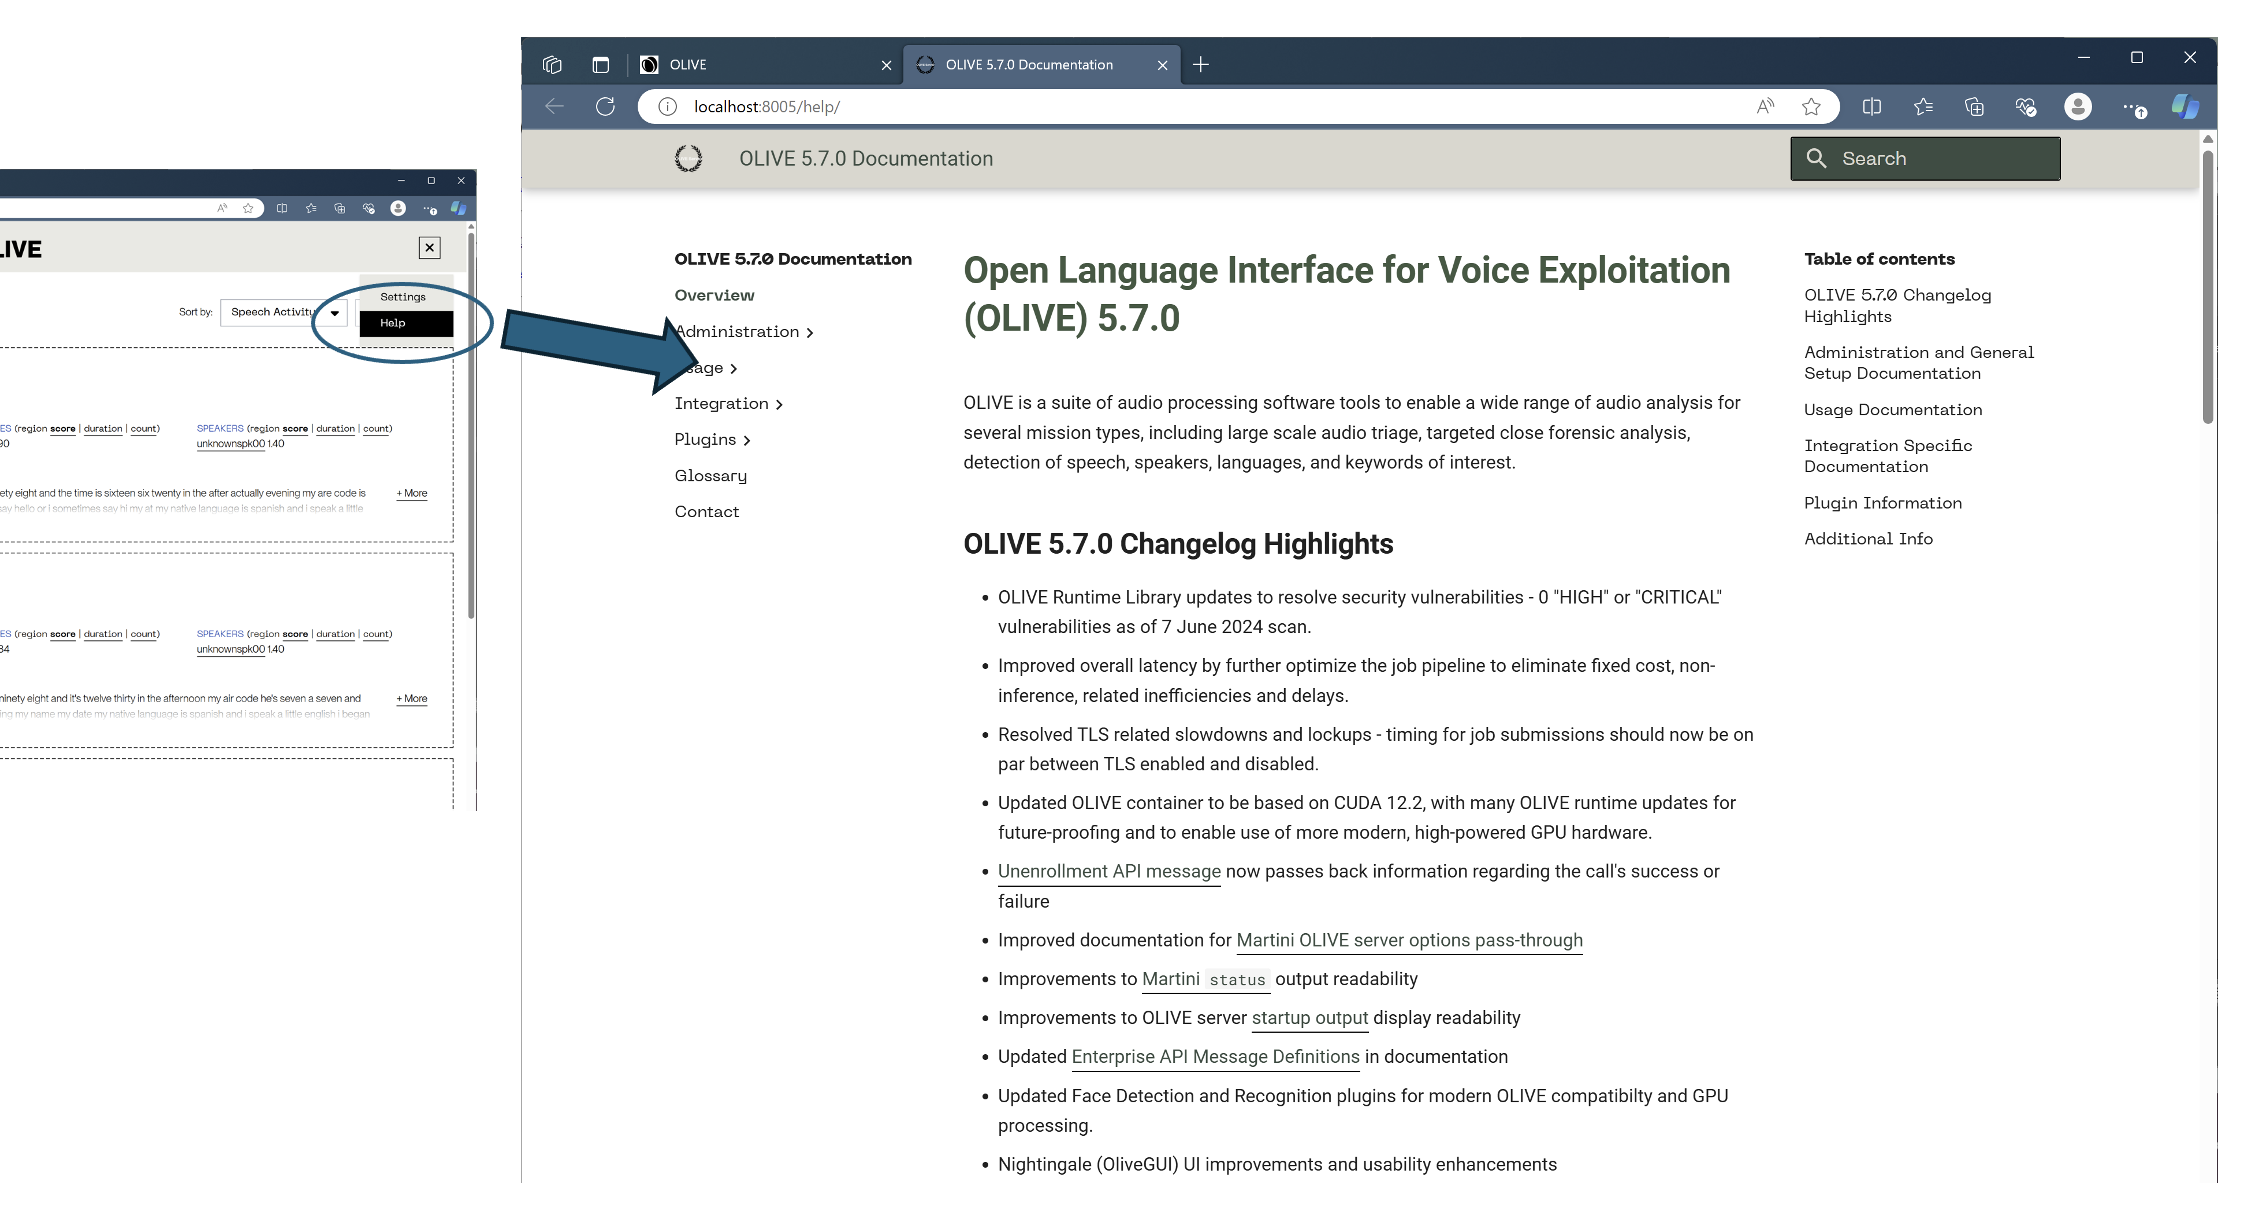 LIVE
Settings
Sort by: Speech Activity
Help
ES (region score | duration | count) SPEAKERS (region score | duration | count)
90 unknownspk00 1.40
ety eight and the time is sixteen six twenty in the after actually evening my are code is + More
say hello or i sometimes say hi my at my native language is spanish and i speak a little
ES (region score | duration | count) SPEAKERS (region score | duration | count)
34 unknownspk00 1.40
ninety eight and it's twelve thirty in the afternoon my air code he's seven a seven and + More
ing my name my date my native language is spanish and i speak a little english i began
OLIVE
OLIVE 5.7.0 Documentation
localhost:8005/help/
OLIVE 5.7.0 Documentation
Search
OLIVE 5.7.0 Documentation
Overview
Administration
sage
Integration
Plugins
Glossary
Contact
Open Language Interface for Voice Exploitation
(OLIVE) 5.7.0
OLIVE is a suite of audio processing software tools to enable a wide range of audio analysis for
several mission types, including large scale audio triage, targeted close forensic analysis,
detection of speech, speakers, languages, and keywords of interest.
OLIVE 5.7.0 Changelog Highlights
• OLIVE Runtime Library updates to resolve security vulnerabilities - 0 "HIGH" or "CRITICAL"
vulnerabilities as of 7 June 2024 scan.
• Improved overall latency by further optimize the job pipeline to eliminate fixed cost, non-
inference, related inefficiencies and delays.
• Resolved TLS related slowdowns and lockups - timing for job submissions should now be on
par between TLS enabled and disabled.
• Updated OLIVE container to be based on CUDA 12.2, with many OLIVE runtime updates for
future-proofing and to enable use of more modern, high-powered GPU hardware.
• Unenrollment API message now passes back information regarding the call's success or
failure
• Improved documentation for Martini OLIVE server options pass-through
• Improvements to Martini status output readability
• Improvements to OLIVE server startup output display readability
• Updated Enterprise API Message Definitions in documentation
• Updated Face Detection and Recognition plugins for modern OLIVE compatibilty and GPU
processing.
• Nightingale (OliveGUI) UI improvements and usability enhancements
Table of contents
OLIVE 5.7.0 Changelog
Highlights
Administration and General
Setup Documentation
Usage Documentation
Integration Specific
Documentation
Plugin Information
Additional Info